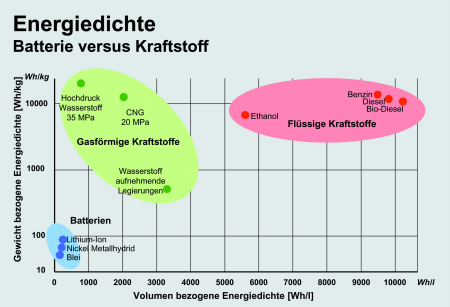 Energiedichte
Batterie versus Kraftstoff
Gewicht bezogene Energiedichte [Wh/kg]
Wh/kg
10000
1000
100
10
Hochdruck
Wasserstoff
35 MPa
CNG
20 MPa
Gasförmige Kraftstoffe
Wasserstoff
aufnehmende
Legierungen
Benzin
Diesel
Bio-Diesel
Ethanol
Flüssige Kraftstoffe
Batterien
Lithium-Ion
Nickel Metallhydrid
Blei
0 1000 2000 3000 4000 5000 6000 7000 8000 9000 10000 Wh/l
Volumen bezogene Energiedichte [Wh/l]